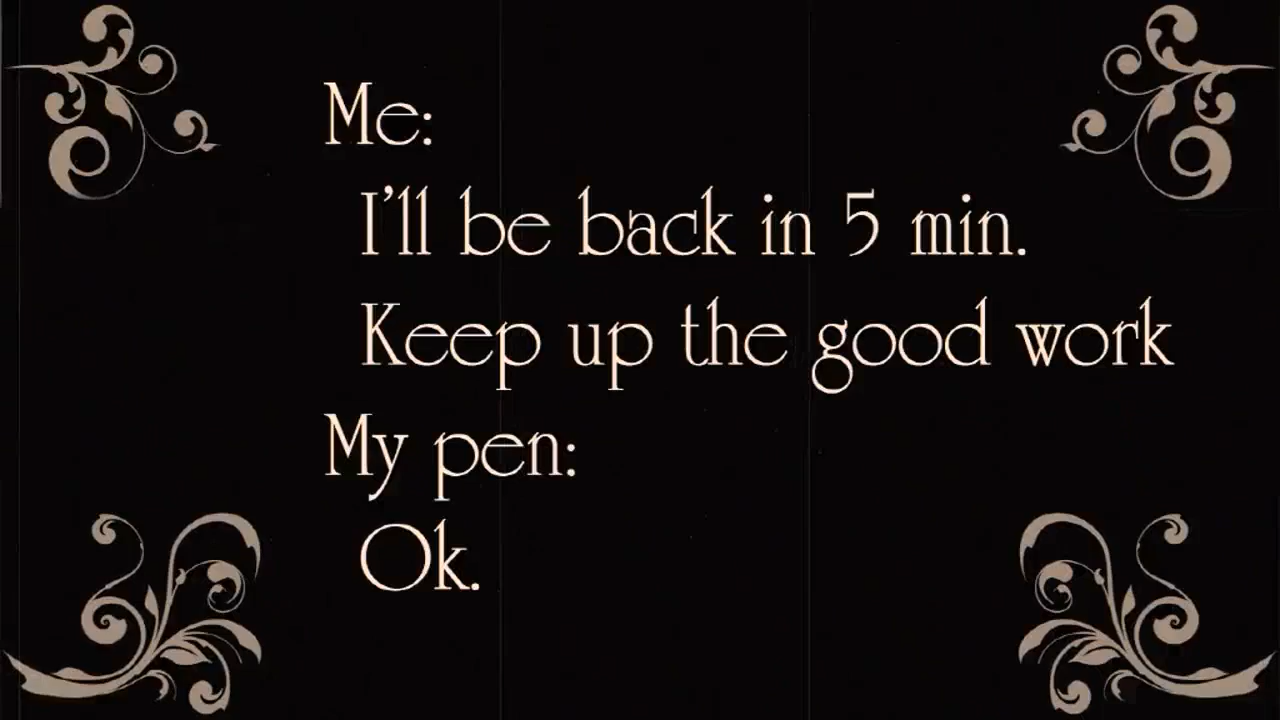 Me:
I'll be back in 5 min.
Keep up the good work
My pen:
Ok.